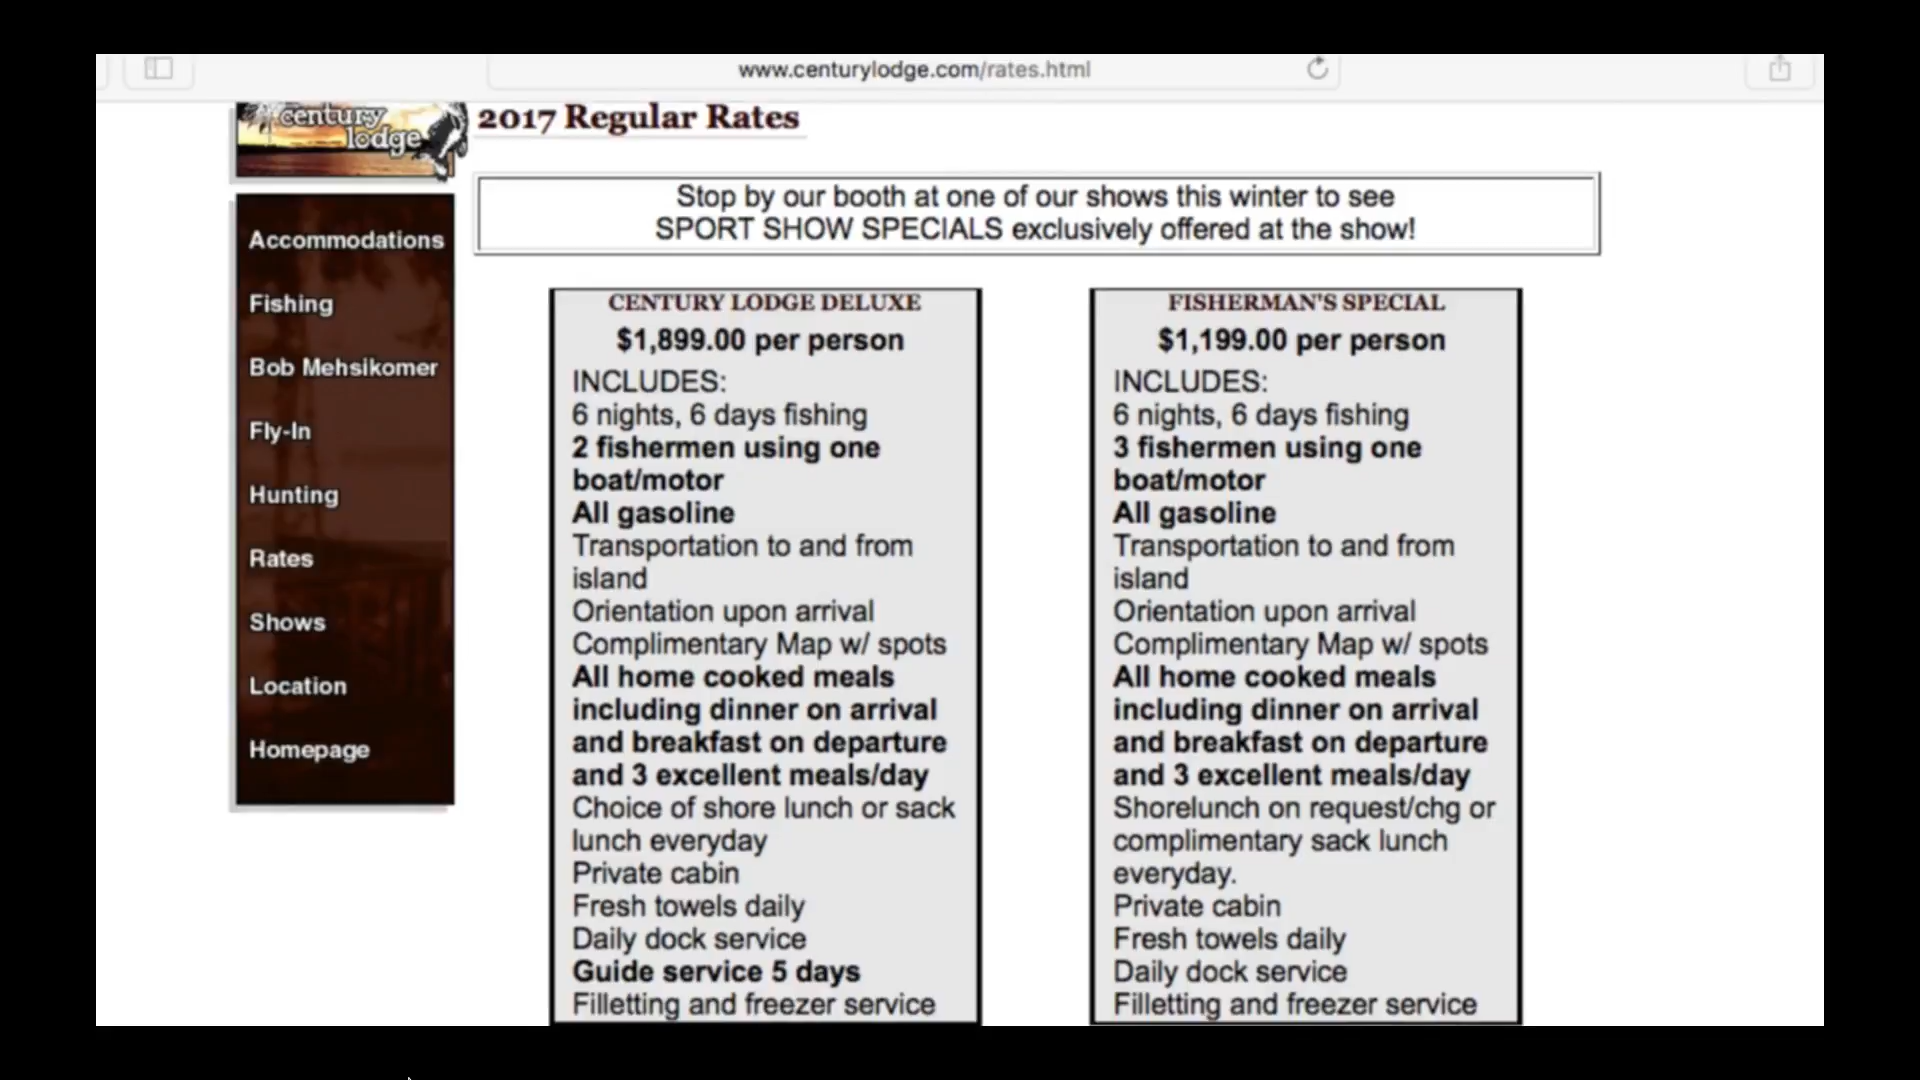 www.centurylodge.com/rates.html
century
lodge
2017 Regular Rates
Stop by our booth at one of our shows this winter to see
SPORT SHOW SPECIALS exclusively offered at the show!
Accommodations
Fishing
Bob Mehsikomer
Fly-In
Hunting
Rates
Shows
Location
Homepage
CENTURY LODGE DELUXE
$1,899.00 per person
INCLUDES:
6 nights, 6 days fishing
2 fishermen using one
boat/motor
All gasoline
Transportation to and from
island
Orientation upon arrival
Complimentary Map w/ spots
All home cooked meals
including dinner on arrival
and breakfast on departure
and 3 excellent meals/day
Choice of shore lunch or sack
lunch everyday
Private cabin
Fresh towels daily
Daily dock service
Guide service 5 days
Filletting and freezer service
FISHERMAN'S SPECIAL
$1,199.00 per person
INCLUDES:
6 nights, 6 days fishing
3 fishermen using one
boat/motor
All gasoline
Transportation to and from
island
Orientation upon arrival
Complimentary Map w/ spots
All home cooked meals
including dinner on arrival
and breakfast on departure
and 3 excellent meals/day
Shorelunch on request/chg or
complimentary sack lunch
everyday.
Private cabin
Fresh towels daily
Daily dock service
Filletting and freezer service